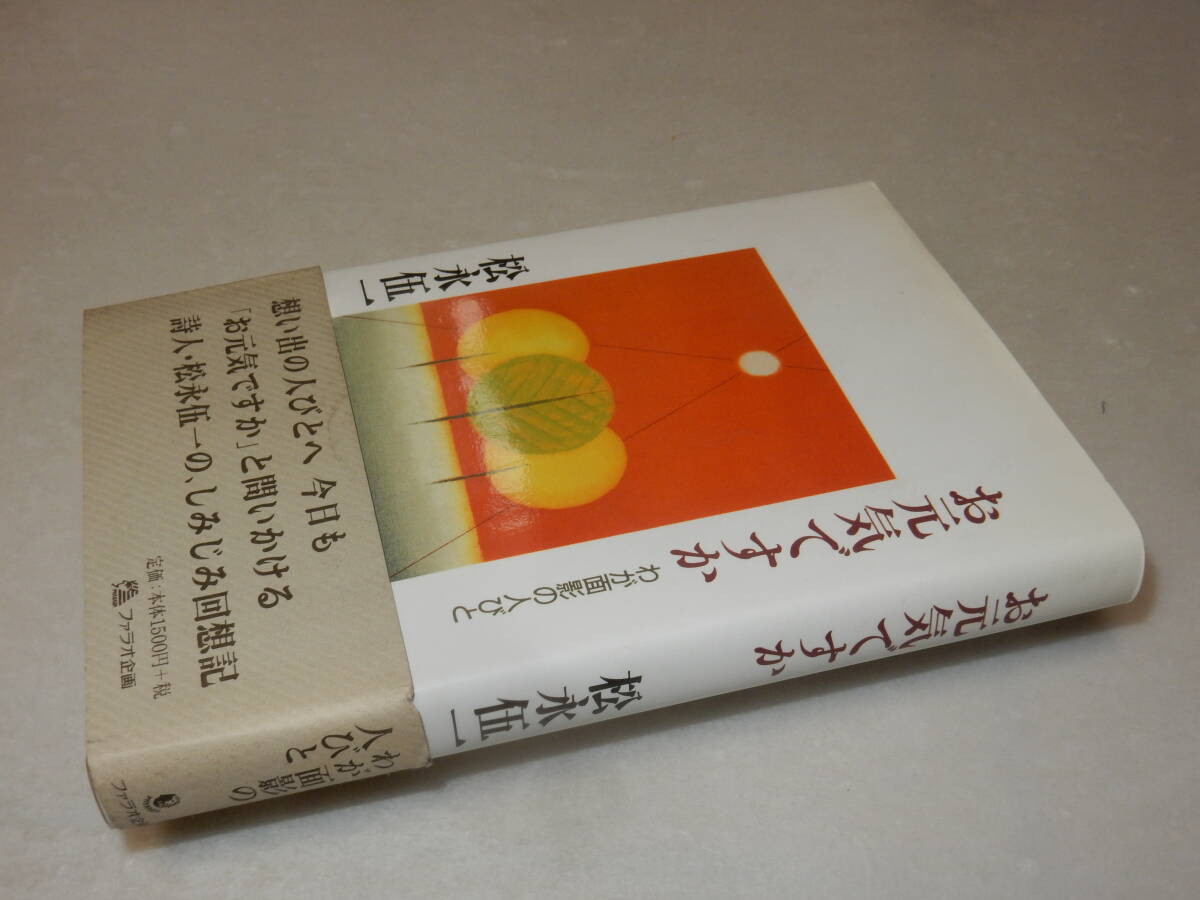 お元気ですか
わが面影の人びと
松永伍一
想い出の人びとへ 今日も
「お元気ですか」と問いかける
詩人・松永伍一の、しみじみ回想記
定価：本体1500円＋税
ファラオ企画
お元気ですか
松永伍一
わが面影の
人びと
ファラオ企